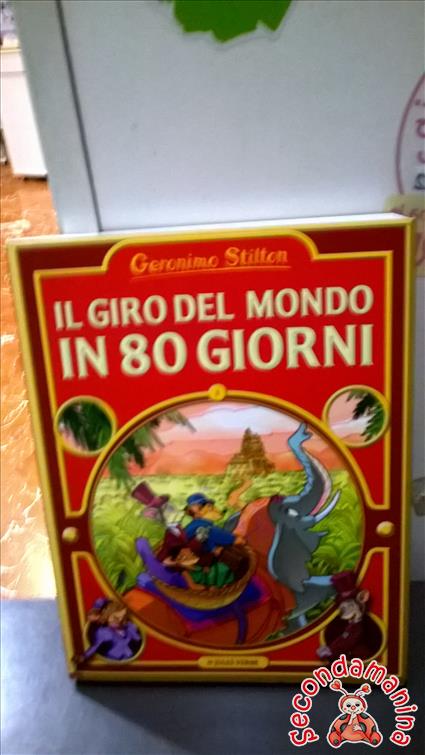 Geronimo Stilton
IL GIRO DEL MONDO
IN 80 GIORNI
di JULES VERNE
secondamanina